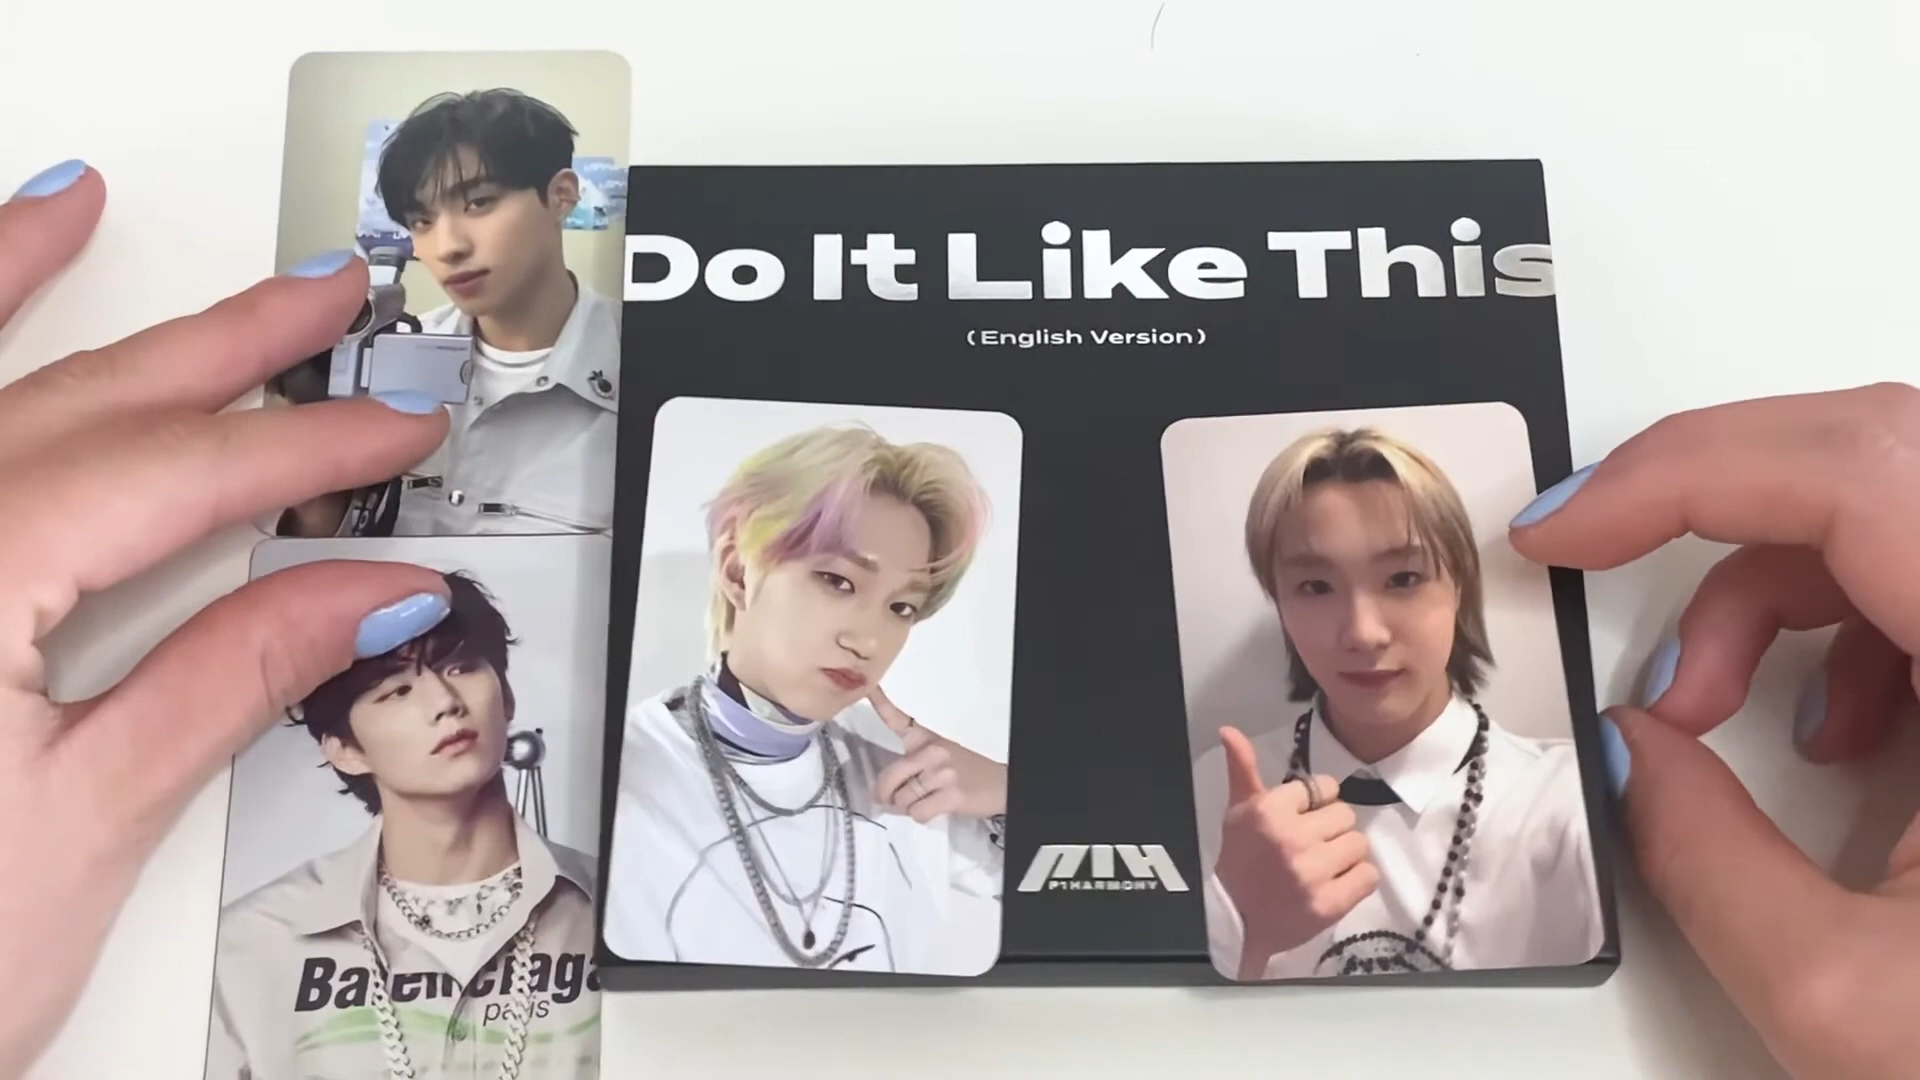 Do It Like This
(English Version)
P1H
P1HARMONY
Balenciaga
paris